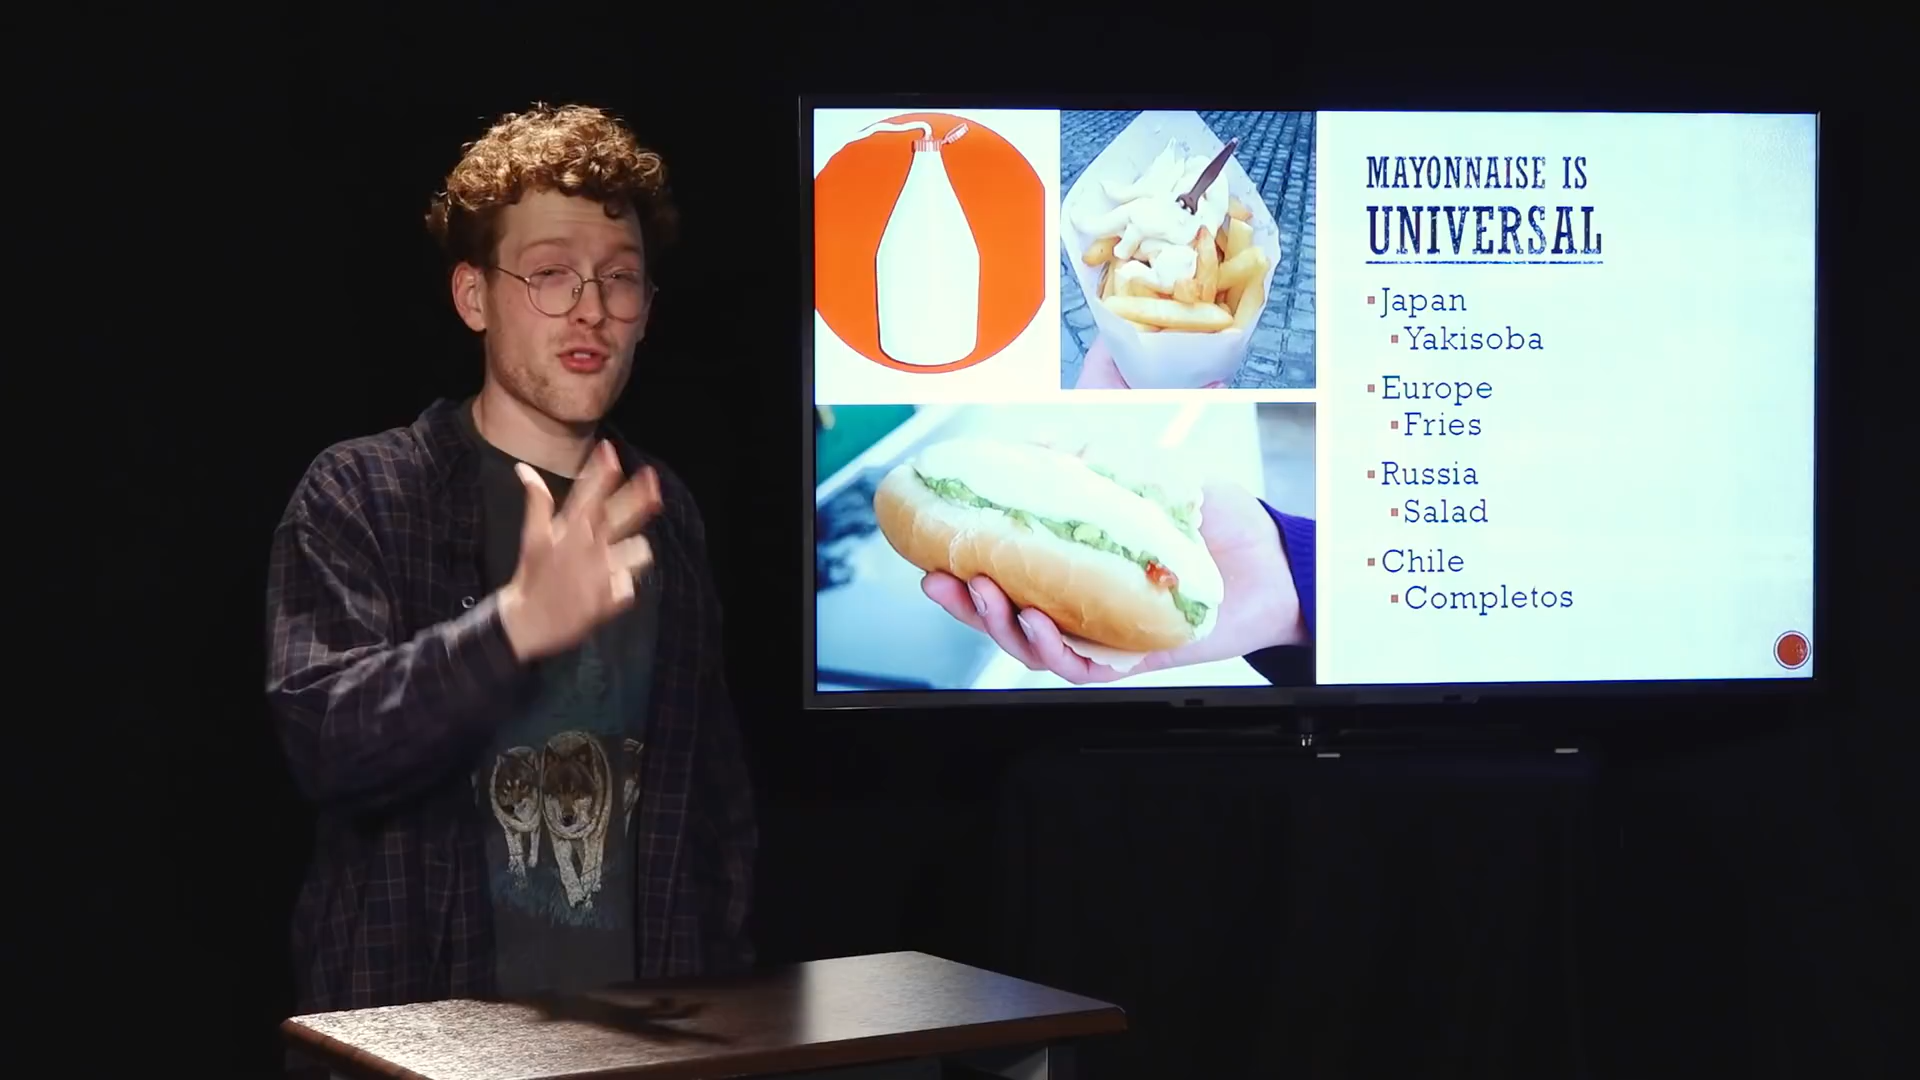 MAYONNAISE IS
UNIVERSAL
Japan
Yakisoba
Europe
Fries
Russia
Salad
Chile
Completos